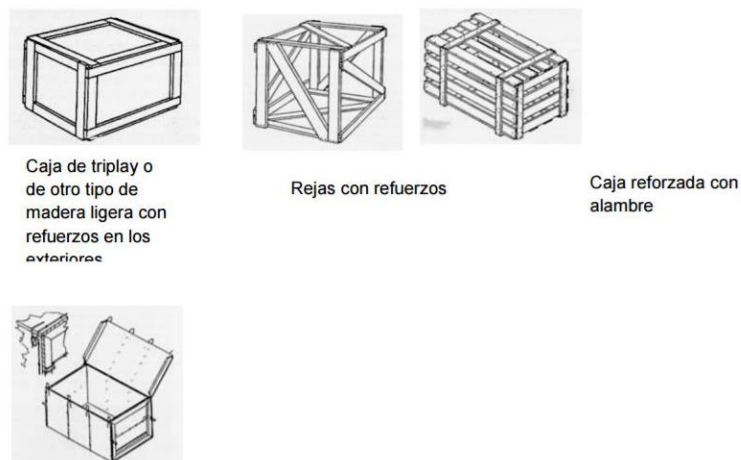 Caja de triplay o
de otro tipo de
madera ligera con
refuerzos en los
exteriores
Rejas con refuerzos
Caja reforzada con
alambre